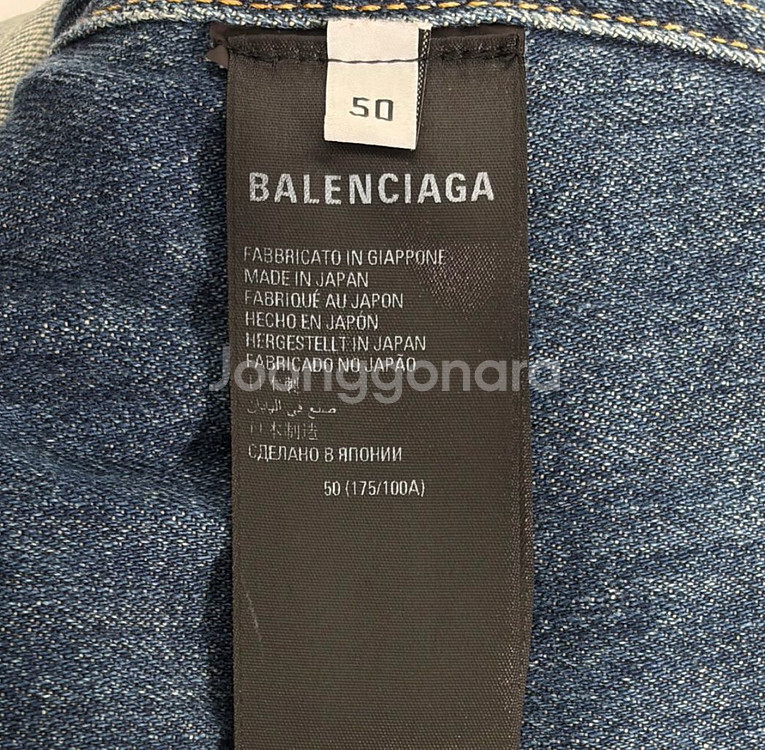 50
BALENCIAGA
FABBRICATO IN GIAPPONE
MADE IN JAPAN
FABRIQUÉ AU JAPON
HECHO EN JAPÓN
HERGESTELLT IN JAPAN
FABRICADO NO JAPÃO
Joonggonara
صنع في اليابان
日本制造
СДЕЛАНО В ЯПОНИИ
50 (175/100A)